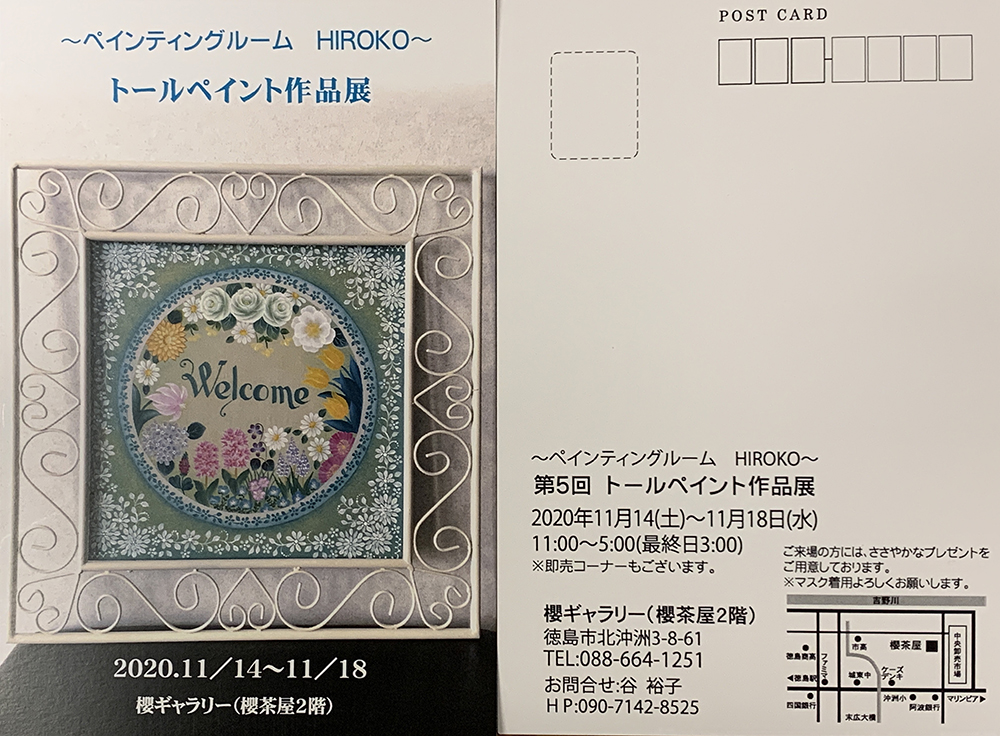 ～ペインティングルーム　HIROKO～
トールペイント作品展
Welcome
2020.11／14～11／18
櫻ギャラリー（櫻茶屋2階）
POST CARD
～ペインティングルーム　HIROKO～
第5回 トールペイント作品展
2020年11月14(土)～11月18日(水)
11:00～5:00(最終日3:00)
※即売コーナーもございます。
ご来場の方には、ささやかなプレゼントを
ご用意しております。
※マスク着用よろしくお願いします。
櫻ギャラリー（櫻茶屋2階）
徳島市北沖洲3-8-61
TEL:088-664-1251
お問合せ:谷 裕子
ＨＰ:090-7142-8525
吉野川
市高
櫻茶屋
中央卸売市場
徳島商高
ファミマ
城東中
ケーズデンキ
◀徳島駅
沖洲小
マリンピア▶
四国銀行
阿波銀行
末広大橋